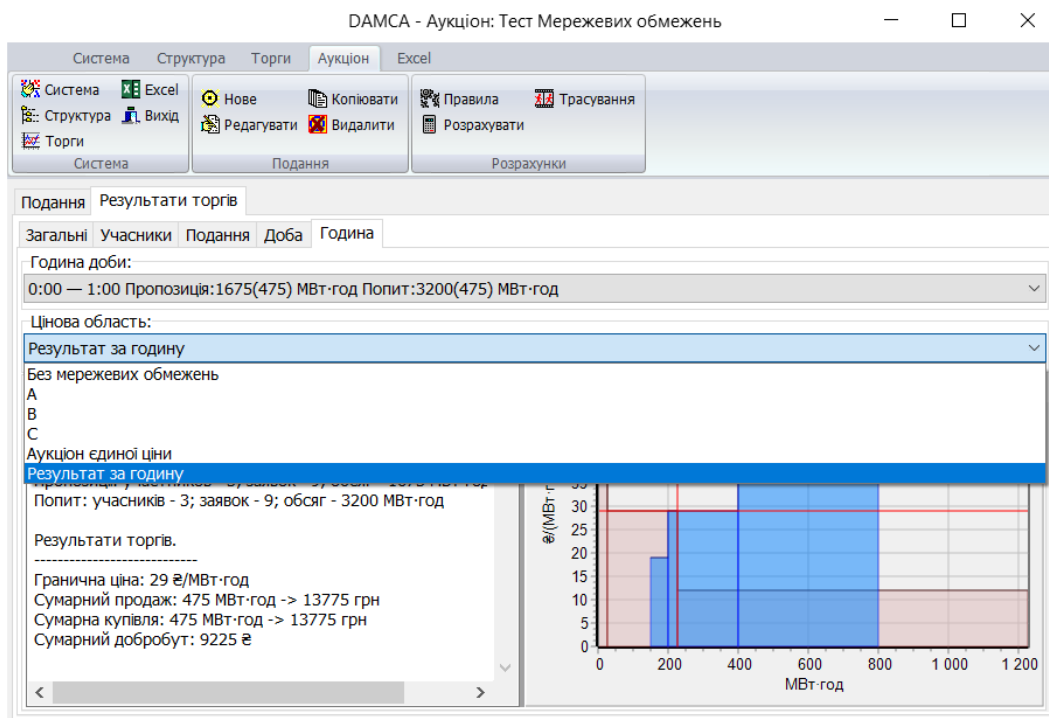 DAMCA - Аукціон: Тест Мережевих обмежень
Система Структура Торги Аукціон Excel
Система Excel
Структура Вихід
Торги
Система
Нове Копіювати
Редагувати Видалити
Подання
Правила Трасування
Розрахувати
Розрахунки
Подання Результати торгів
Загальні Учасники Подання Доба Година
Година доби:
0:00 — 1:00 Пропозиція:1675(475) МВт·год Попит:3200(475) МВт·год
Цінова область:
Результат за годину
Без мережевих обмежень
A
B
C
Аукціон єдиної ціни
Результат за годину
Попит: учасників - 3; заявок - 9; обсяг - 3200 МВт·год
Результати торгів.
----------------------------
Гранична ціна: 29 ₴/МВт·год
Сумарний продаж: 475 МВт·год -> 13775 грн
Сумарна купівля: 475 МВт·год -> 13775 грн
Сумарний добробут: 9225 ₴
30
25
20
15
10
5
0
0 200 400 600 800 1 000 1 200
МВт·год